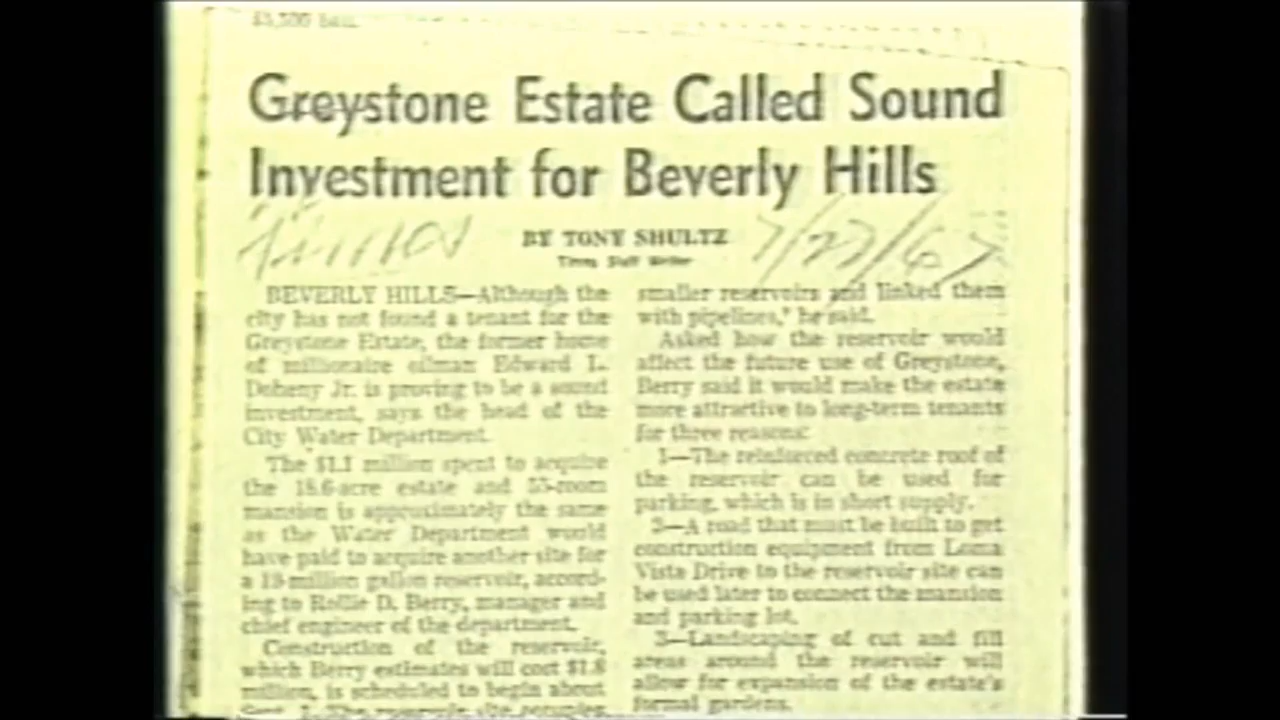 Greystone Estate Called Sound
Investment for Beverly Hills
Times
7/27/67
BY TONY SHULTZ
Times Staff Writer
BEVERLY HILLS—Although the
city has not found a tenant for the
Greystone Estate, the former home
of millionaire oilman Edward L.
Doheny Jr. is proving to be a sound
investment, says the head of the
City Water Department.
The $1.1 million spent to acquire
the 18.6-acre estate and 55-room
mansion is approximately the same
as the Water Department would
have paid to acquire another site for
a 19-million gallon reservoir, accord-
ing to Rollie D. Berry, manager and
chief engineer of the department.
Construction of the reservoir,
which Berry estimates will cost $1.8
million, is scheduled to begin about
The reservoir site occupies
smaller reservoirs and linked them
with pipelines," he said.
Asked how the reservoir would
affect the future use of Greystone,
Berry said it would make the estate
more attractive to long-term tenants
for three reasons:
1—The reinforced concrete roof of
the reservoir can be used for
parking, which is in short supply.
2—A road that must be built to get
construction equipment from Loma
Vista Drive to the reservoir site can
be used later to connect the mansion
and parking lot.
3—Landscaping of cut and fill
areas around the reservoir will
allow for expansion of the estate's
formal gardens.